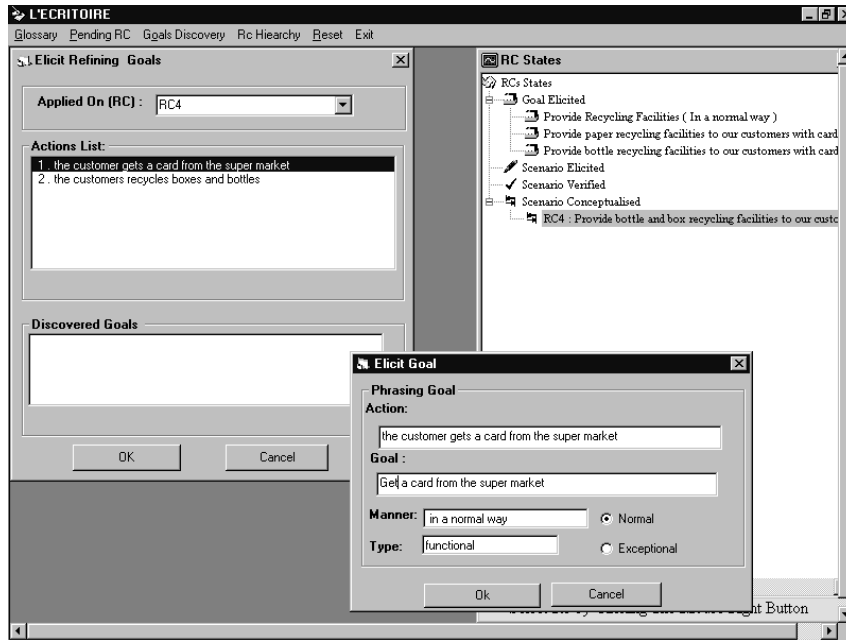 L'ECRITOIRE
Glossary Pending RC Goals Discovery Rc Hiearchy Reset Exit
Elicit Refining Goals
Applied On (RC) : RC4
Actions List:
1 . the customer gets a card from the super market
2 . the customers recycles boxes and bottles
Discovered Goals
OK Cancel
RC States
RCs States
Goal Elicited
Provide Recycling Facilities ( In a normal way )
Provide paper recycling facilities to our customers with card
Provide bottle recycling facilities to our customers with card
Scenario Elicited
Scenario Verified
Scenario Conceptualised
RC4 : Provide bottle and box recycling facilities to our custo
Elicit Goal
Phrasing Goal
Action:
the customer gets a card from the super market
Goal :
Get a card from the super market
Manner: in a normal way Normal
Type: functional Exceptional
Ok Cancel
Button